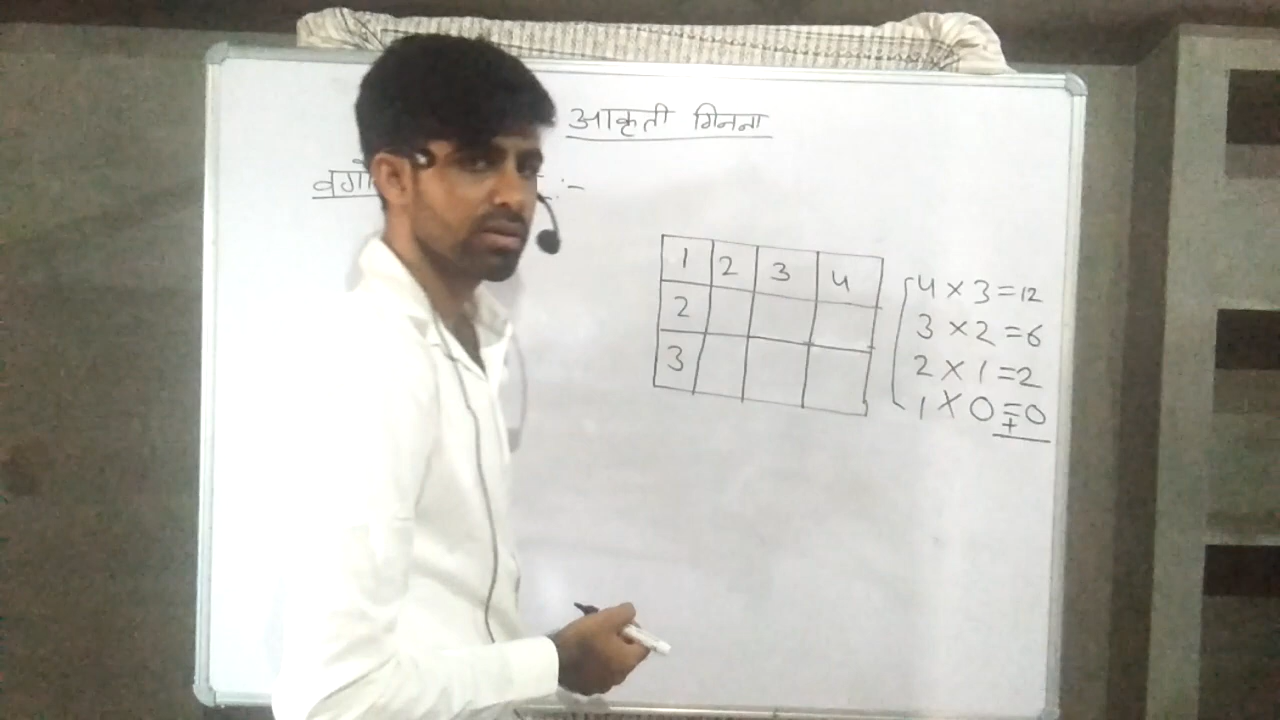 आकृती गिनना
:-
1 2 3 4
2
3
4 × 3 = 12
3 × 2 = 6
2 × 1 = 2
1 × 0 = 0
+